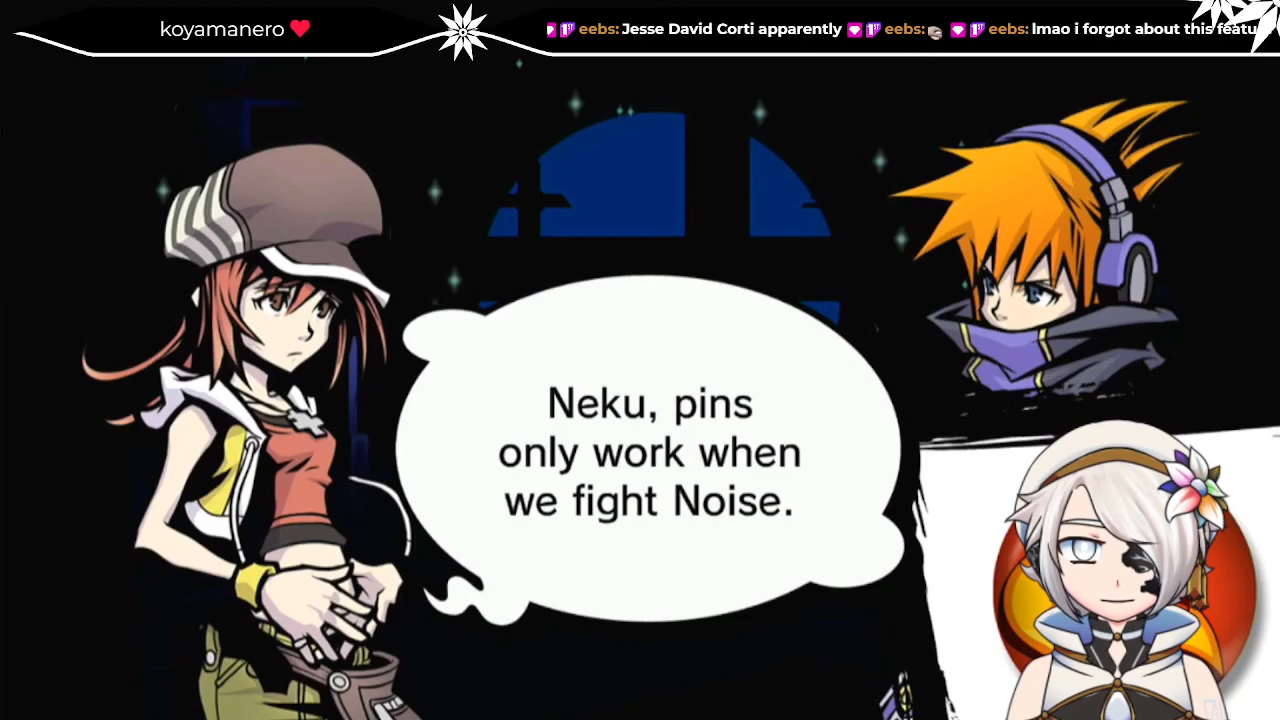 koyamanero ❤
eebs: Jesse David Corti apparently eebs: eebs: lmao i forgot about this featu
Neku, pins
only work when
we fight Noise.